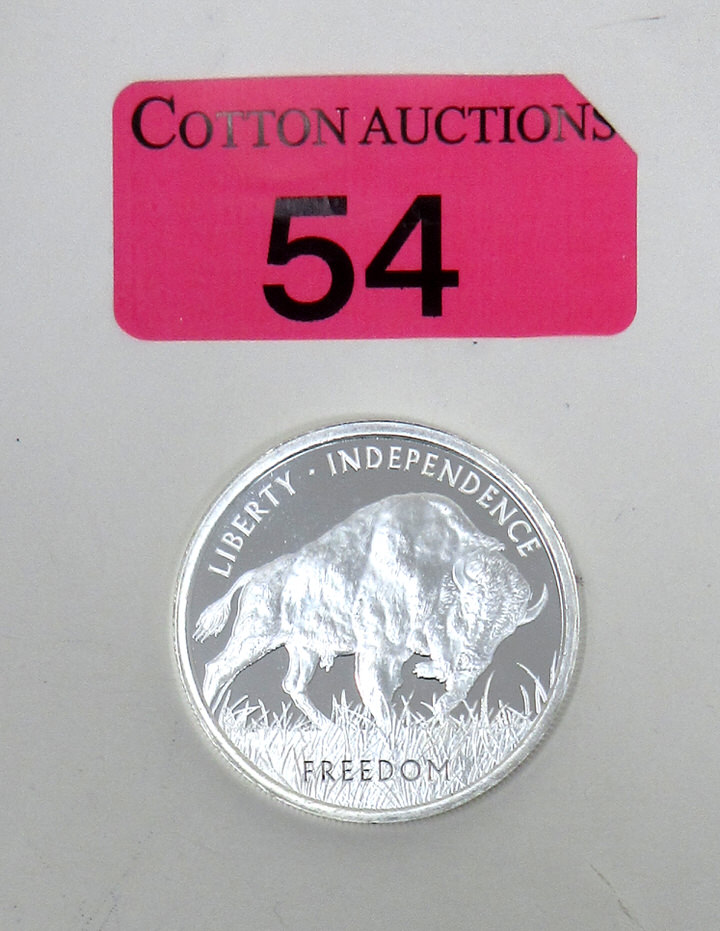 COTTON AUCTIONS
54
LIBERTY · INDEPENDENCE
FREEDOM